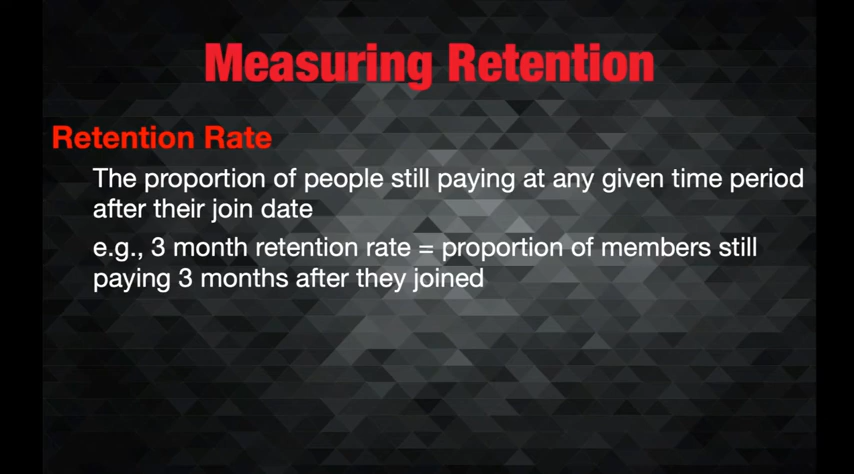 Measuring Retention
Retention Rate
The proportion of people still paying at any given time period
after their join date
e.g., 3 month retention rate = proportion of members still
paying 3 months after they joined